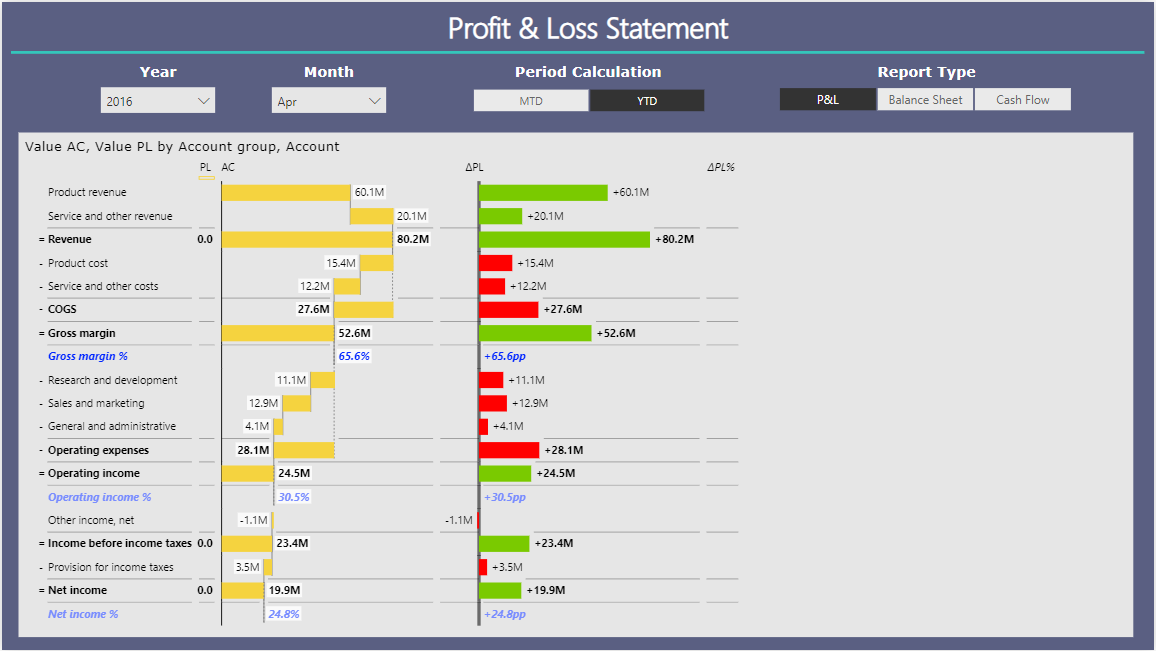 Profit & Loss Statement
Year Month Period Calculation Report Type
2016 Apr MTD YTD P&L Balance Sheet Cash Flow
Value AC, Value PL by Account group, Account
PL AC ΔPL ΔPL%
Product revenue 60.1M +60.1M
Service and other revenue 20.1M +20.1M
= Revenue 0.0 80.2M +80.2M
- Product cost 15.4M +15.4M
- Service and other costs 12.2M +12.2M
- COGS 27.6M +27.6M
= Gross margin 52.6M +52.6M
Gross margin % 65.6% +65.6pp
- Research and development 11.1M +11.1M
- Sales and marketing 12.9M +12.9M
- General and administrative 4.1M +4.1M
- Operating expenses 28.1M +28.1M
= Operating income 24.5M +24.5M
Operating income % 30.5% +30.5pp
Other income, net -1.1M -1.1M
= Income before income taxes 0.0 23.4M +23.4M
- Provision for income taxes 3.5M +3.5M
= Net income 0.0 19.9M +19.9M
Net income % 24.8% +24.8pp